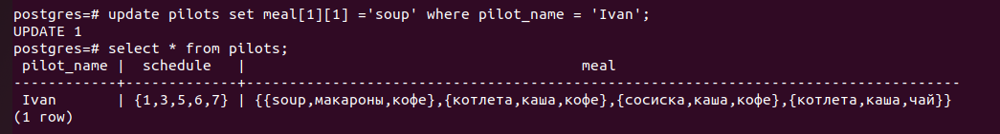 postgres=# update pilots set meal[1][1] ='soup' where pilot_name = 'Ivan';
UPDATE 1
postgres=# select * from pilots;
 pilot_name |  schedule   |                                           meal
------------+-------------+------------------------------------------------------------------------------------------
 Ivan       | {1,3,5,6,7} | {{soup,макароны,кофе},{котлета,каша,кофе},{сосиска,каша,кофе},{котлета,каша,чай}}
(1 row)